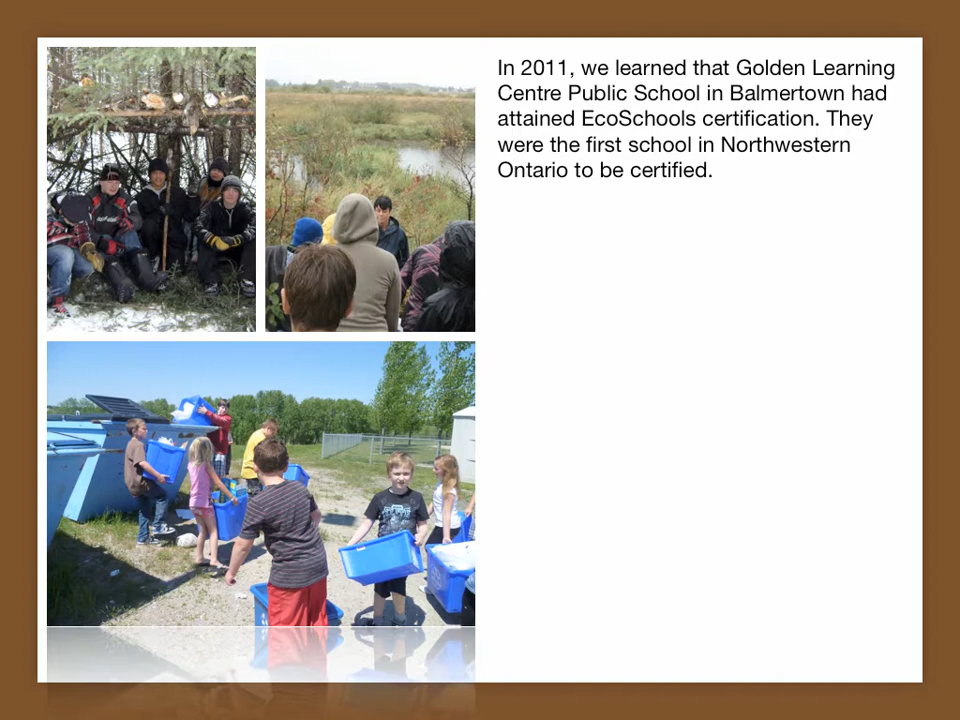 In 2011, we learned that Golden Learning
Centre Public School in Balmertown had
attained EcoSchools certification. They
were the first school in Northwestern
Ontario to be certified.